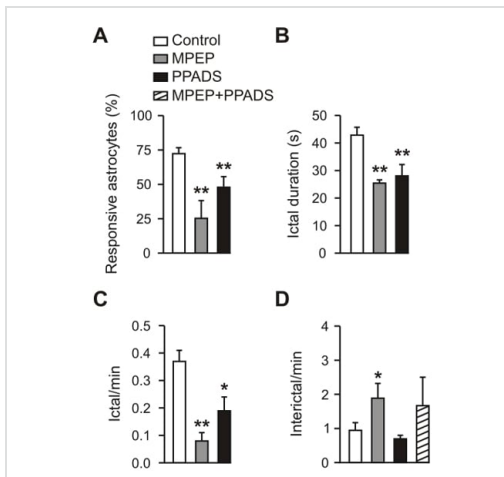 A
B
Control
MPEP
PPADS
MPEP+PPADS
Responsive astrocytes (%)
100
75
50
25
0
**
**
Ictal duration (s)
50
40
30
20
10
0
**
**
C
D
Ictal/min
0.5
0.4
0.3
0.2
0.1
0.0
**
*
Interictal/min
4
3
2
1
0
*